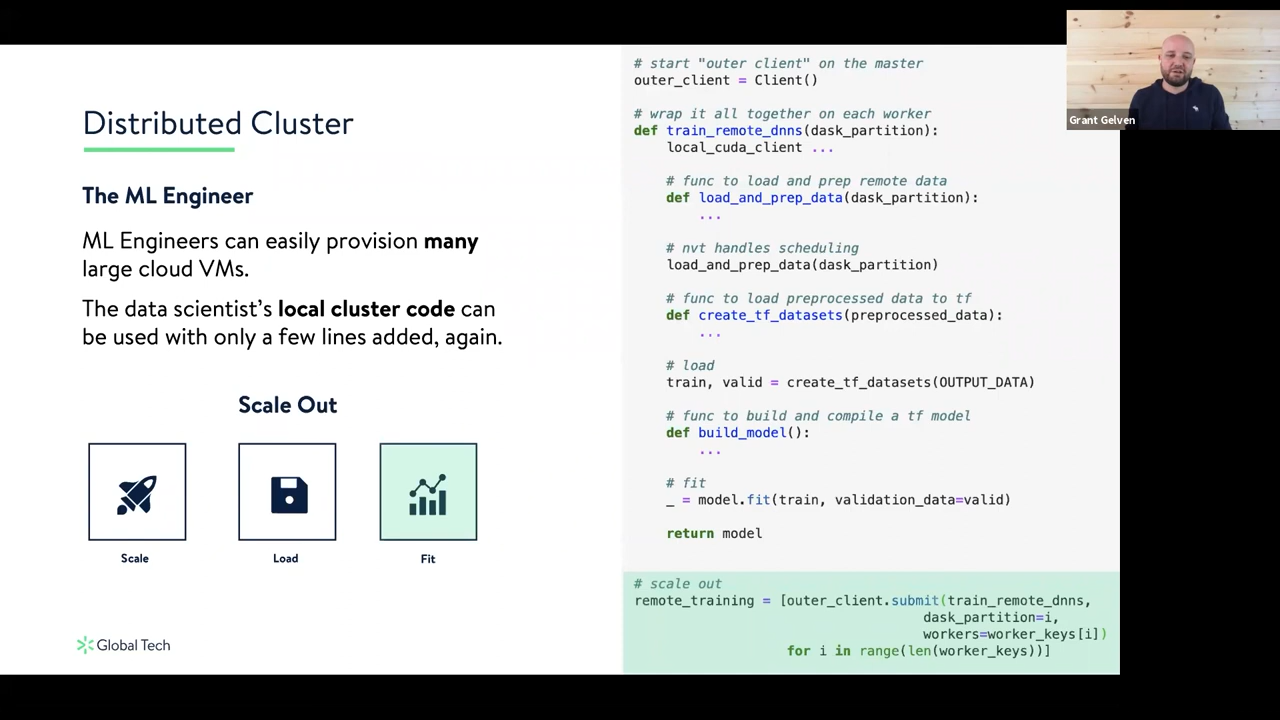 Distributed Cluster
The ML Engineer
ML Engineers can easily provision many
large cloud VMs.
The data scientist's local cluster code can
be used with only a few lines added, again.
Scale Out
Scale
Load
Fit
Global Tech
# start "outer client" on the master
outer_client = Client()
# wrap it all together on each worker
def train_remote_dnns(dask_partition):
    local_cuda_client ...
    # func to load and prep remote data
    def load_and_prep_data(dask_partition):
        ...
    # nvt handles scheduling
    load_and_prep_data(dask_partition)
    # func to load preprocessed data to tf
    def create_tf_datasets(preprocessed_data):
        ...
    # load
    train, valid = create_tf_datasets(OUTPUT_DATA)
    # func to build and compile a tf model
    def build_model():
        ...
    # fit
    _ = model.fit(train, validation_data=valid)
    return model
# scale out
remote_training = [outer_client.submit(train_remote_dnns,
                                    dask_partition=i,
                                    workers=worker_keys[i])
                   for i in range(len(worker_keys))]
Grant Gelven